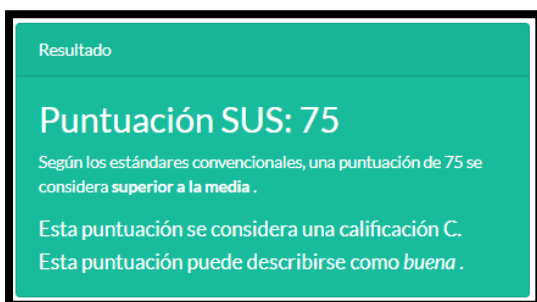 Resultado
Puntuación SUS: 75
Según los estándares convencionales, una puntuación de 75 se
considera superior a la media .
Esta puntuación se considera una calificación C.
Esta puntuación puede describirse como buena .